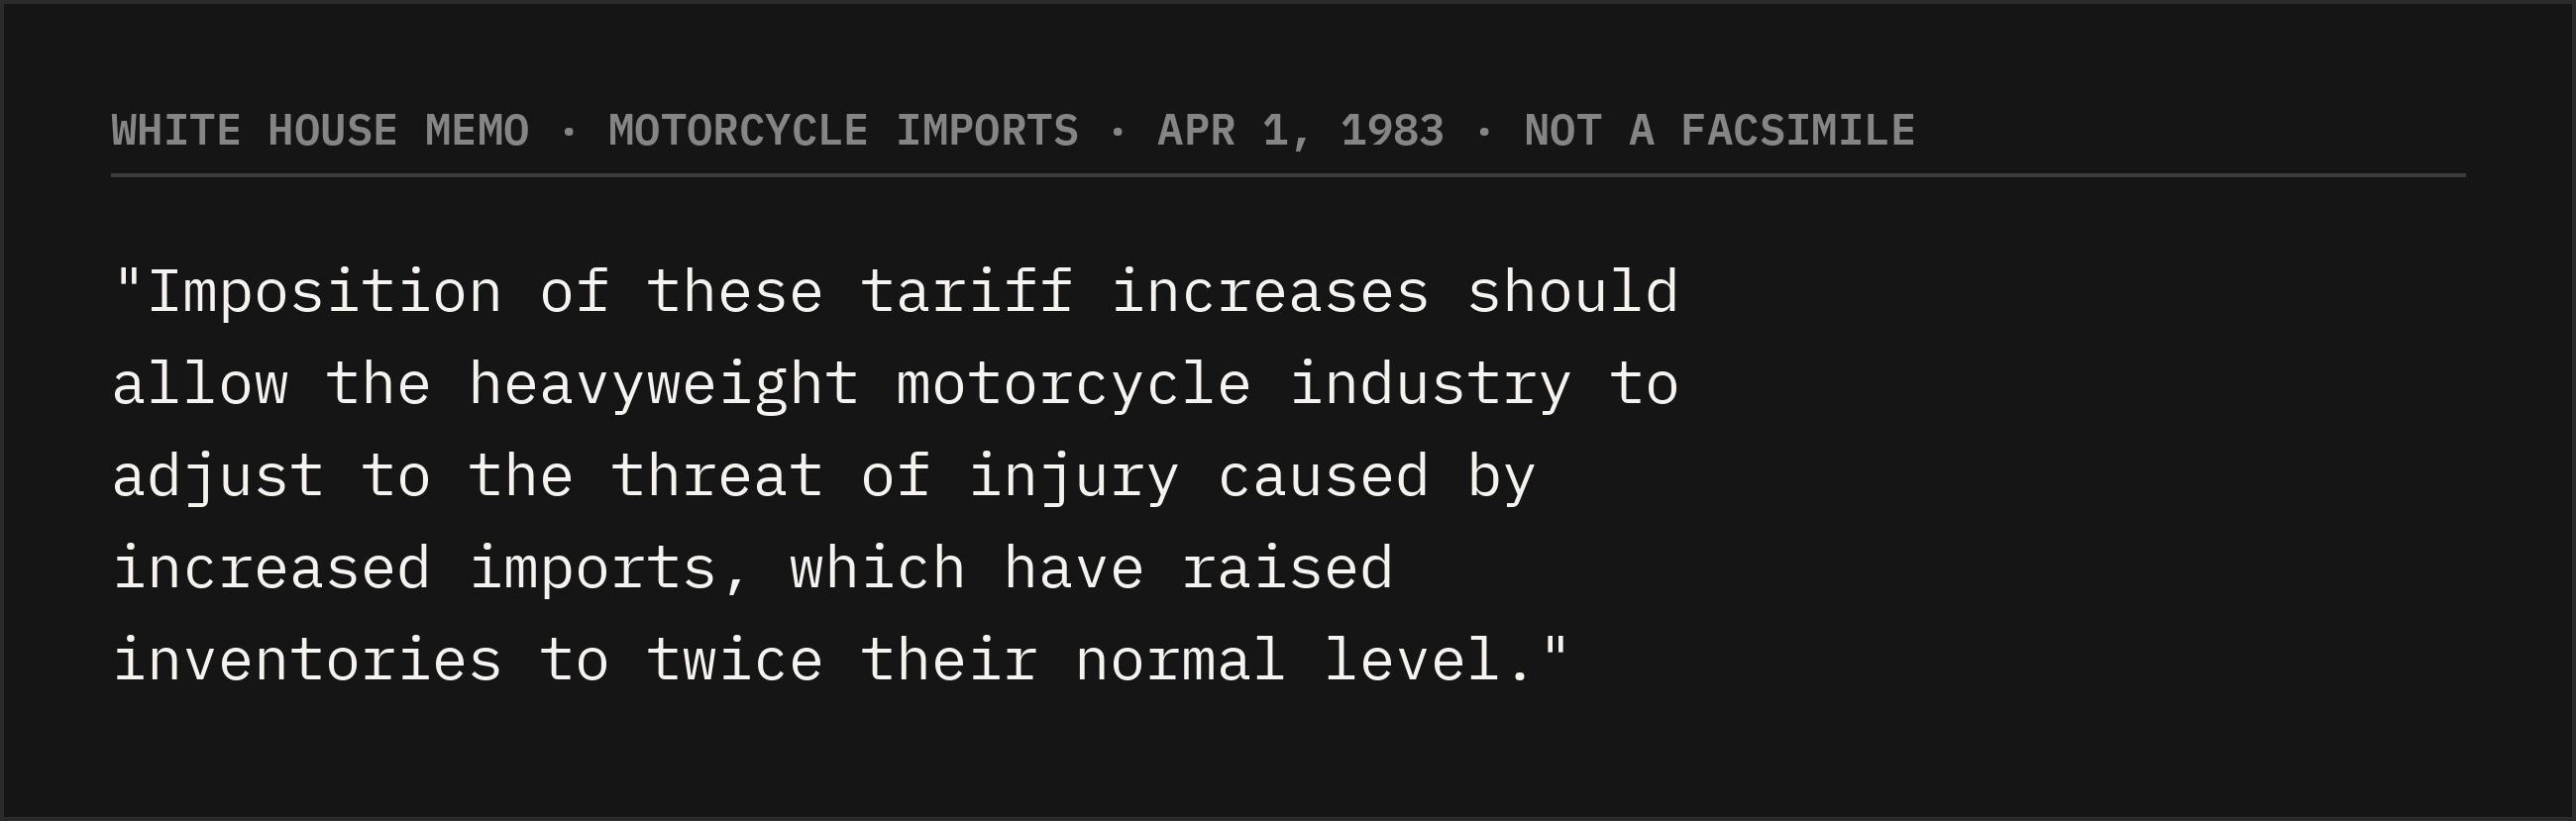 WHITE HOUSE MEMO · MOTORCYCLE IMPORTS · APR 1, 1983 · NOT A FACSIMILE
"Imposition of these tariff increases should
allow the heavyweight motorcycle industry to
adjust to the threat of injury caused by
increased imports, which have raised
inventories to twice their normal level."